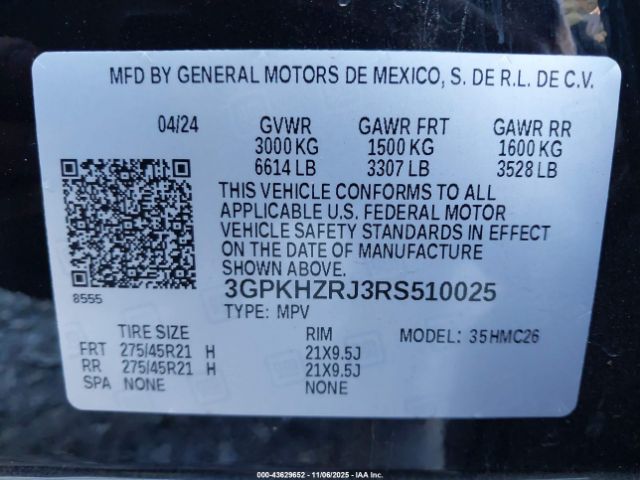 MFD BY GENERAL MOTORS DE MEXICO, S. DE R.L. DE C.V.
04/24 GVWR GAWR FRT GAWR RR
3000 KG 1500 KG 1600 KG
6614 LB 3307 LB 3528 LB
THIS VEHICLE CONFORMS TO ALL
APPLICABLE U.S. FEDERAL MOTOR
VEHICLE SAFETY STANDARDS IN EFFECT
ON THE DATE OF MANUFACTURE
SHOWN ABOVE.
3GPKHZRJ3RS510025
8555
TYPE: MPV
TIRE SIZE RIM MODEL: 35HMC26
FRT 275/45R21 H 21X9.5J
RR 275/45R21 H 21X9.5J
SPA NONE NONE
000-43629652 - 11/06/2025 - IAA Inc.